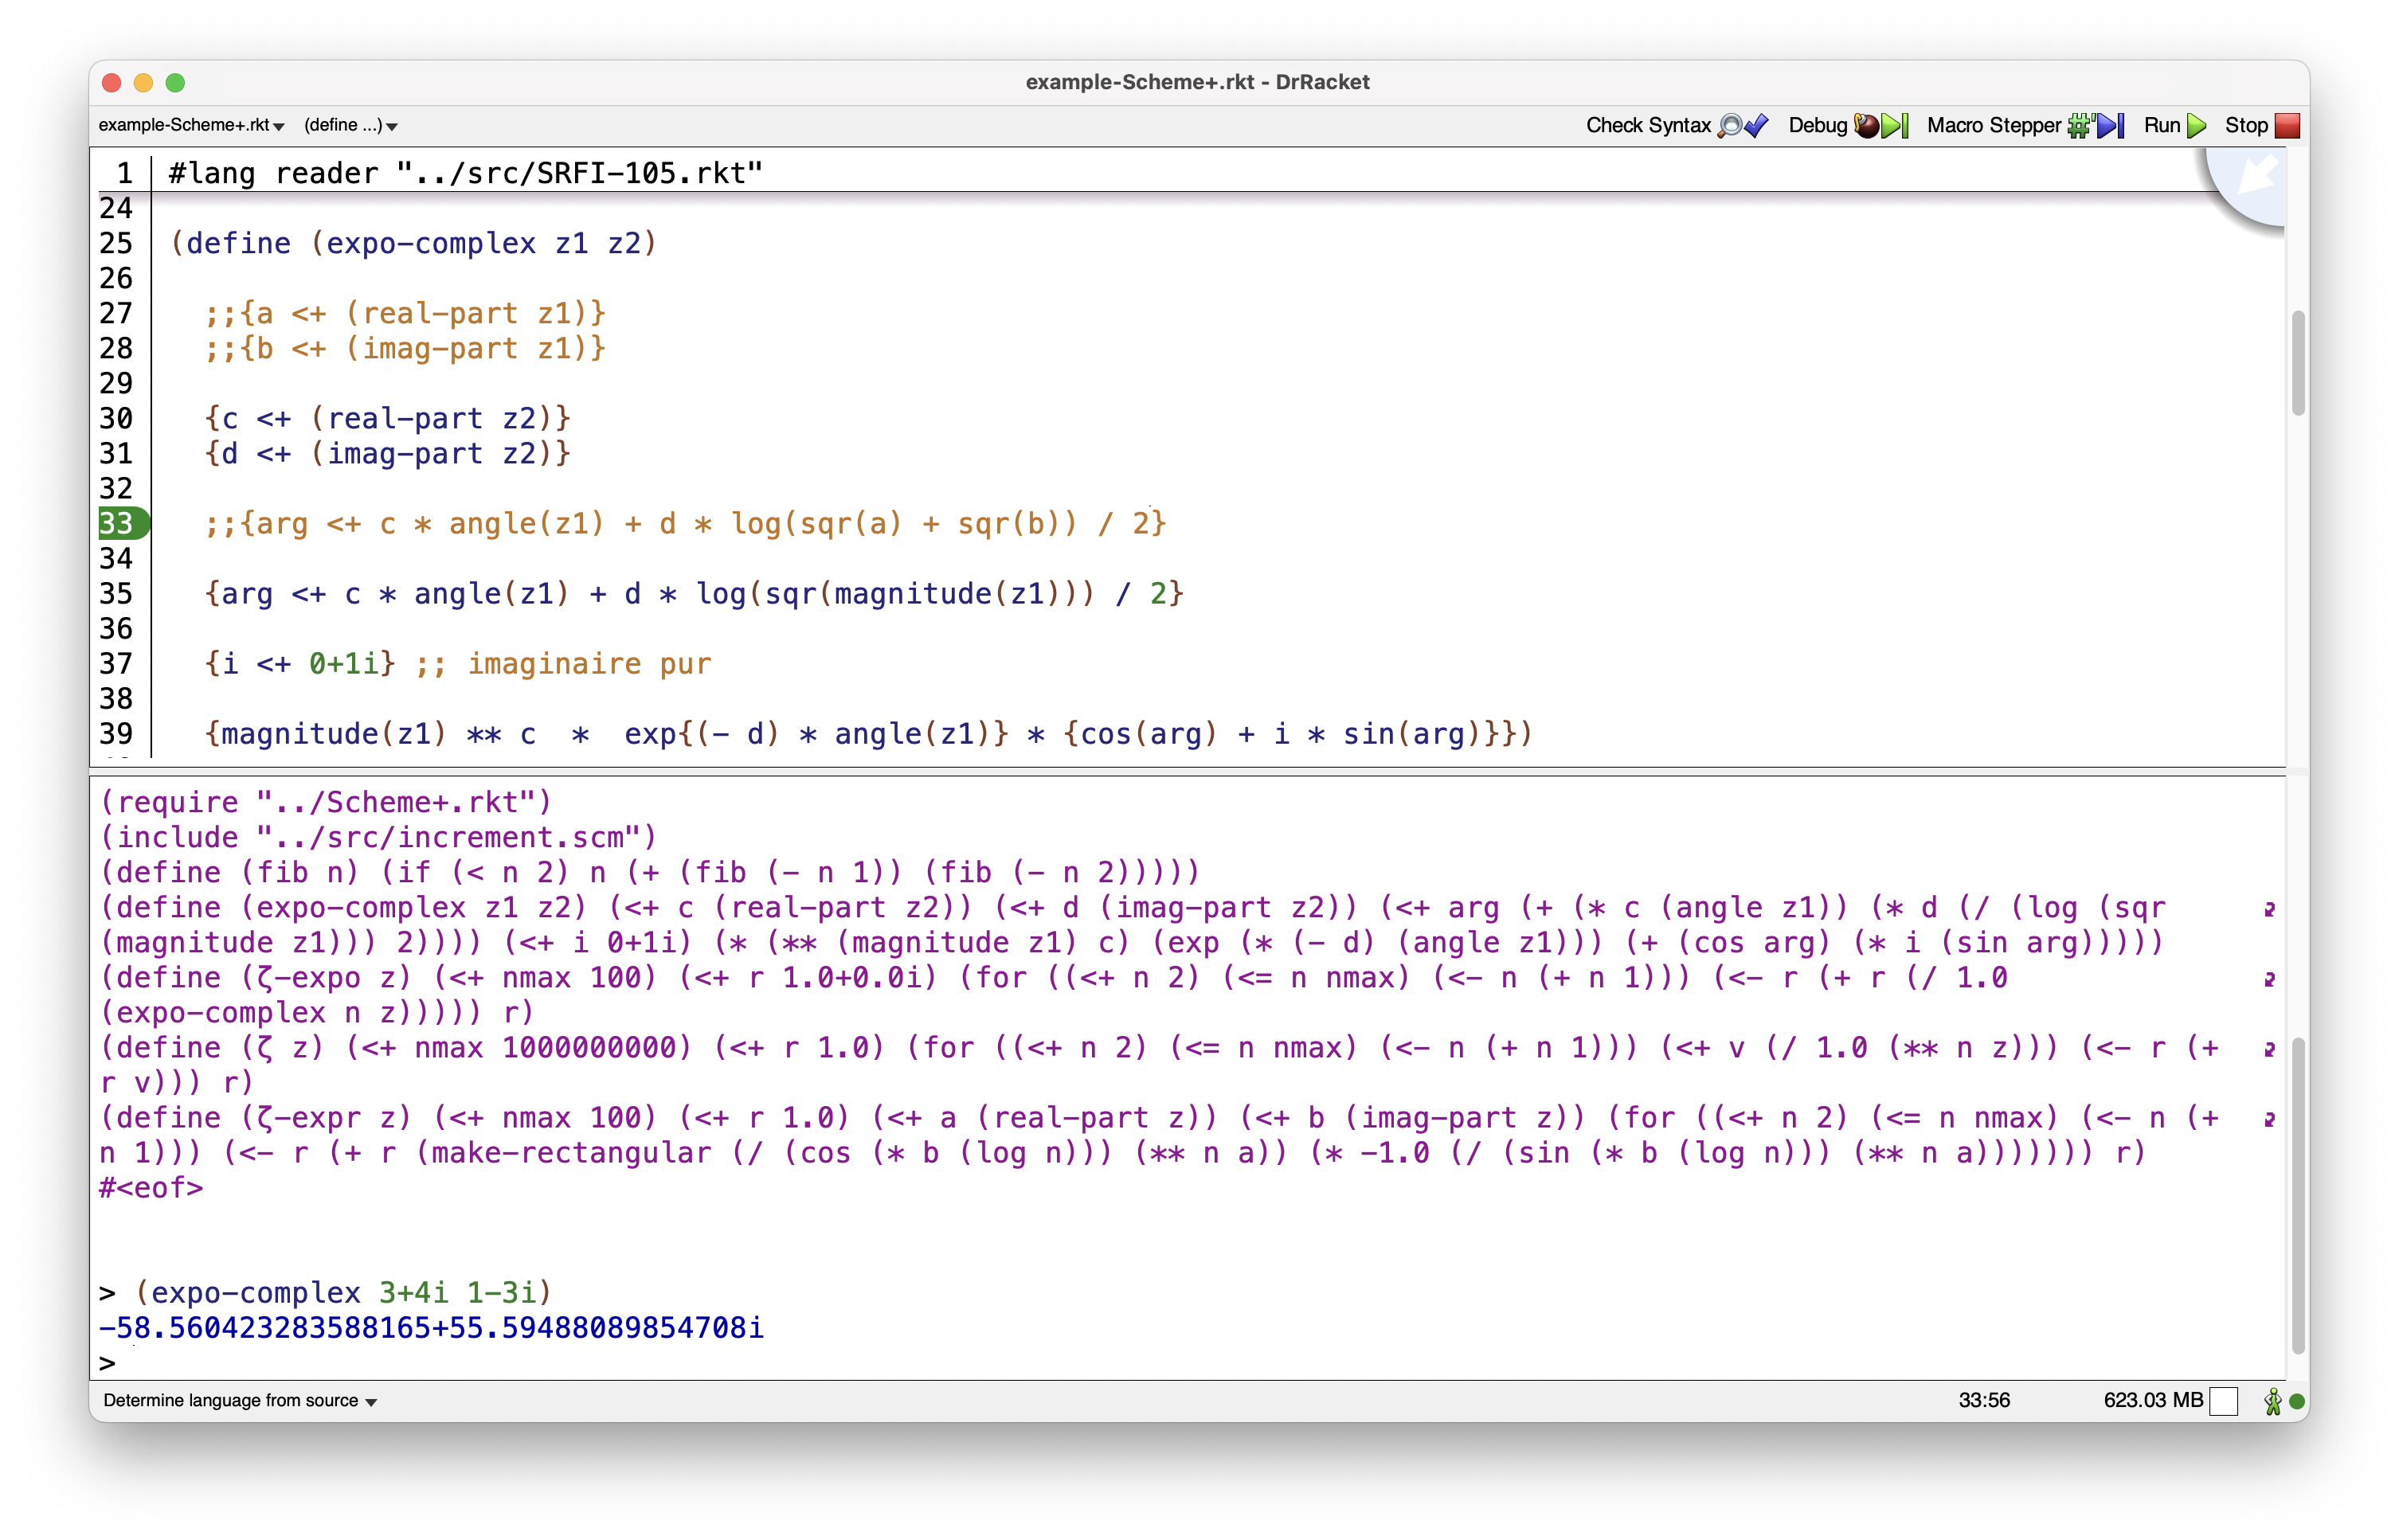 example-Scheme+.rkt - DrRacket
example-Scheme+.rkt (define ...) Check Syntax Debug Macro Stepper #' Run Stop
1 #lang reader "../src/SRFI-105.rkt"
24
25 (define (expo-complex z1 z2)
26
27 ;;{a <+ (real-part z1)}
28 ;;{b <+ (imag-part z1)}
29
30 {c <+ (real-part z2)}
31 {d <+ (imag-part z2)}
32
33 ;;{arg <+ c * angle(z1) + d * log(sqr(a) + sqr(b)) / 2}
34
35 {arg <+ c * angle(z1) + d * log(sqr(magnitude(z1))) / 2}
36
37 {i <+ 0+1i} ;; imaginaire pur
38
39 {magnitude(z1) ** c  *  exp{(- d) * angle(z1)} * {cos(arg) + i * sin(arg)}})
(require "../Scheme+.rkt")
(include "../src/increment.scm")
(define (fib n) (if (< n 2) n (+ (fib (- n 1)) (fib (- n 2)))))
(define (expo-complex z1 z2) (<+ c (real-part z2)) (<+ d (imag-part z2)) (<+ arg (+ (* c (angle z1)) (* d (/ (log (sqr
(magnitude z1))) 2)))) (<+ i 0+1i) (* (** (magnitude z1) c) (exp (* (- d) (angle z1))) (+ (cos arg) (* i (sin arg)))))
(define (ζ-expo z) (<+ nmax 100) (<+ r 1.0+0.0i) (for ((<+ n 2) (<= n nmax) (<- n (+ n 1))) (<- r (+ r (/ 1.0
(expo-complex n z))))) r)
(define (ζ z) (<+ nmax 1000000000) (<+ r 1.0) (for ((<+ n 2) (<= n nmax) (<- n (+ n 1))) (<+ v (/ 1.0 (** n z))) (<- r (+
r v))) r)
(define (ζ-expr z) (<+ nmax 100) (<+ r 1.0) (<+ a (real-part z)) (<+ b (imag-part z)) (for ((<+ n 2) (<= n nmax) (<- n (+
n 1))) (<- r (+ r (make-rectangular (/ (cos (* b (log n))) (** n a)) (* -1.0 (/ (sin (* b (log n))) (** n a))))))) r)
#<eof>
> (expo-complex 3+4i 1-3i)
-58.560423283588165+55.59488089854708i
>
Determine language from source 33:56 623.03 MB